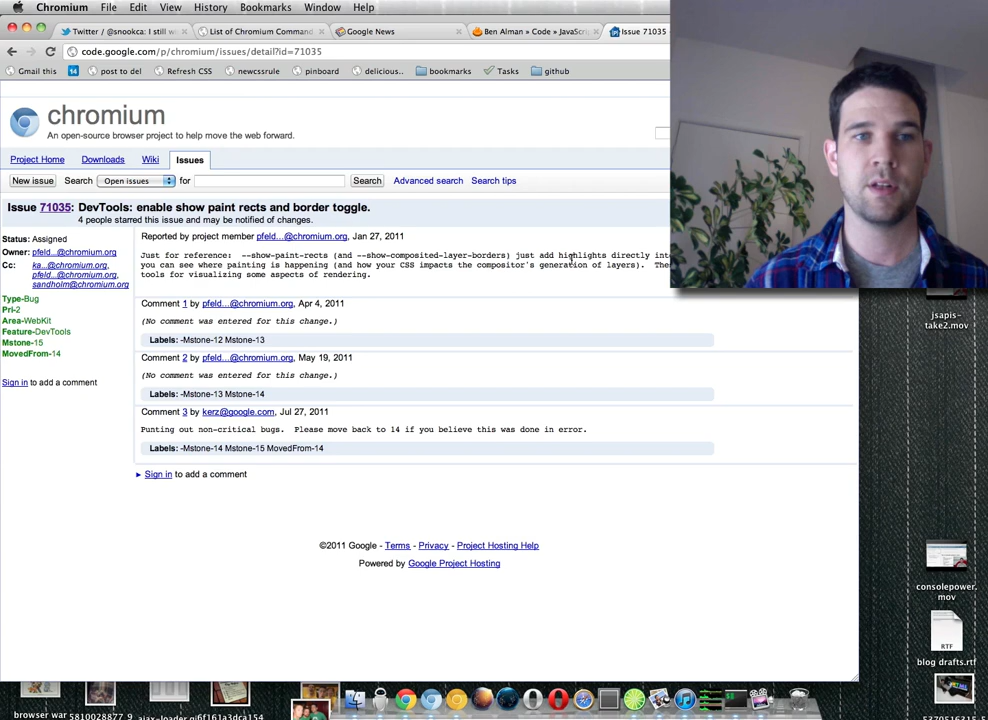 Chromium File Edit View History Bookmarks Window Help
Twitter / @snookca: I still w
List of Chromium Command
Google News
Ben Alman » Code » JavaScri
Issue 71035
code.google.com/p/chromium/issues/detail?id=71035
Gmail this
14
post to del
Refresh CSS
newcssrule
pinboard
delicious..
bookmarks
Tasks
github
chromium
An open-source browser project to help move the web forward.
Project Home Downloads Wiki Issues
New issue Search Open issues for Search Advanced search Search tips
Issue 71035: DevTools: enable show paint rects and border toggle.
4 people starred this issue and may be notified of changes.
Status: Assigned
Owner: pfeld...@chromium.org
Cc: ka...@chromium.org,
pfeld...@chromium.org,
sandholm@chromium.org
Type-Bug
Pri-2
Area-WebKit
Feature-DevTools
Mstone-15
MovedFrom-14
Sign in to add a comment
Reported by project member pfeld...@chromium.org, Jan 27, 2011
Just for reference: --show-paint-rects (and --show-composited-layer-borders) just add highlights directly int
you can see where painting is happening (and how your CSS impacts the compositor's generation of layers). The
tools for visualizing some aspects of rendering.
Comment 1 by pfeld...@chromium.org, Apr 4, 2011
(No comment was entered for this change.)
Labels: -Mstone-12 Mstone-13
Comment 2 by pfeld...@chromium.org, May 19, 2011
(No comment was entered for this change.)
Labels: -Mstone-13 Mstone-14
Comment 3 by kerz@google.com, Jul 27, 2011
Punting out non-critical bugs. Please move back to 14 if you believe this was done in error.
Labels: -Mstone-14 Mstone-15 MovedFrom-14
► Sign in to add a comment
©2011 Google - Terms - Privacy - Project Hosting Help
Powered by Google Project Hosting
jsapis-
take2.mov
consolepower.
mov
RTF
blog drafts.rtf
browser war
5810028877_9
ajax-loader